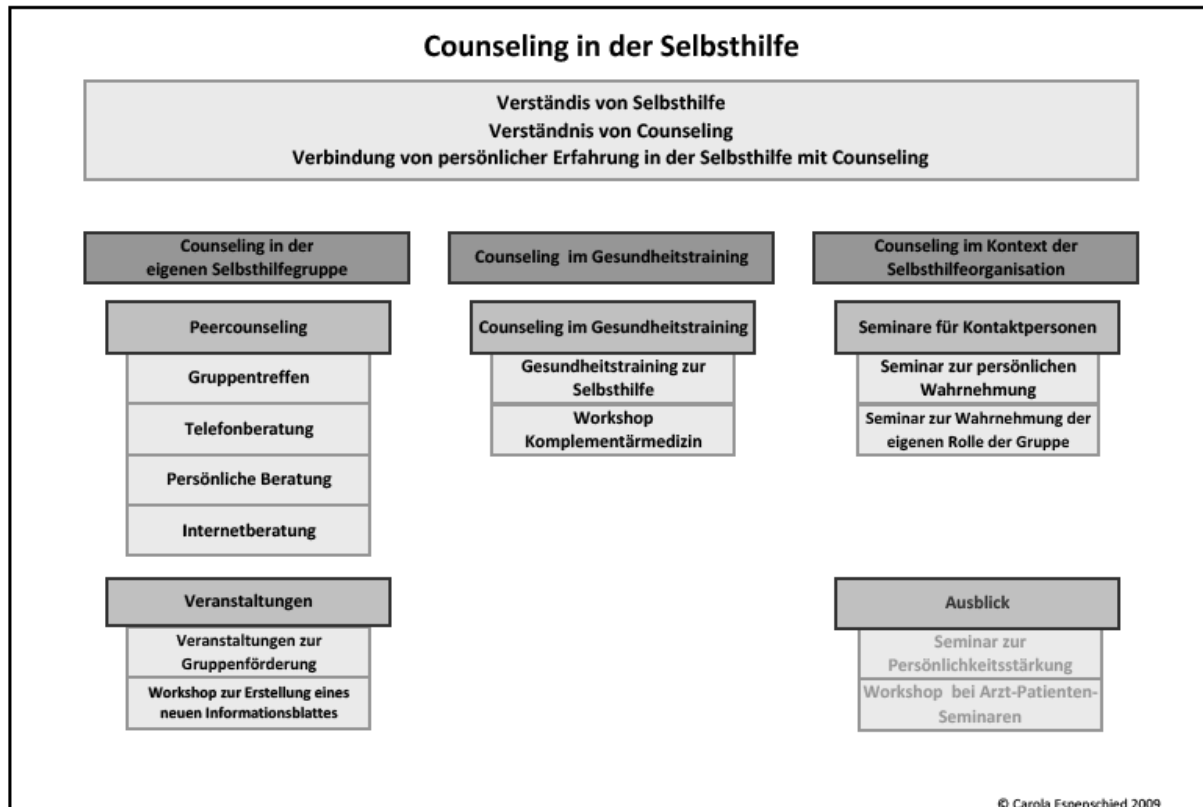 Counseling in der Selbsthilfe
Verständis von Selbsthilfe
Verständnis von Counseling
Verbindung von persönlicher Erfahrung in der Selbsthilfe mit Counseling
Counseling in der
eigenen Selbsthilfegruppe
Peercounseling
Gruppentreffen
Telefonberatung
Persönliche Beratung
Internetberatung
Veranstaltungen
Veranstaltungen zur
Gruppenförderung
Workshop zur Erstellung eines
neuen Informationsblattes
Counseling im Gesundheitstraining
Counseling im Gesundheitstraining
Gesundheitstraining zur
Selbsthilfe
Workshop
Komplementärmedizin
Counseling im Kontext der
Selbsthilfeorganisation
Seminare für Kontaktpersonen
Seminar zur persönlichen
Wahrnehmung
Seminar zur Wahrnehmung der
eigenen Rolle der Gruppe
Ausblick
Seminar zur
Persönlichkeitsstärkung
Workshop bei Arzt-Patienten-
Seminaren
© Carola Espenschied 2009